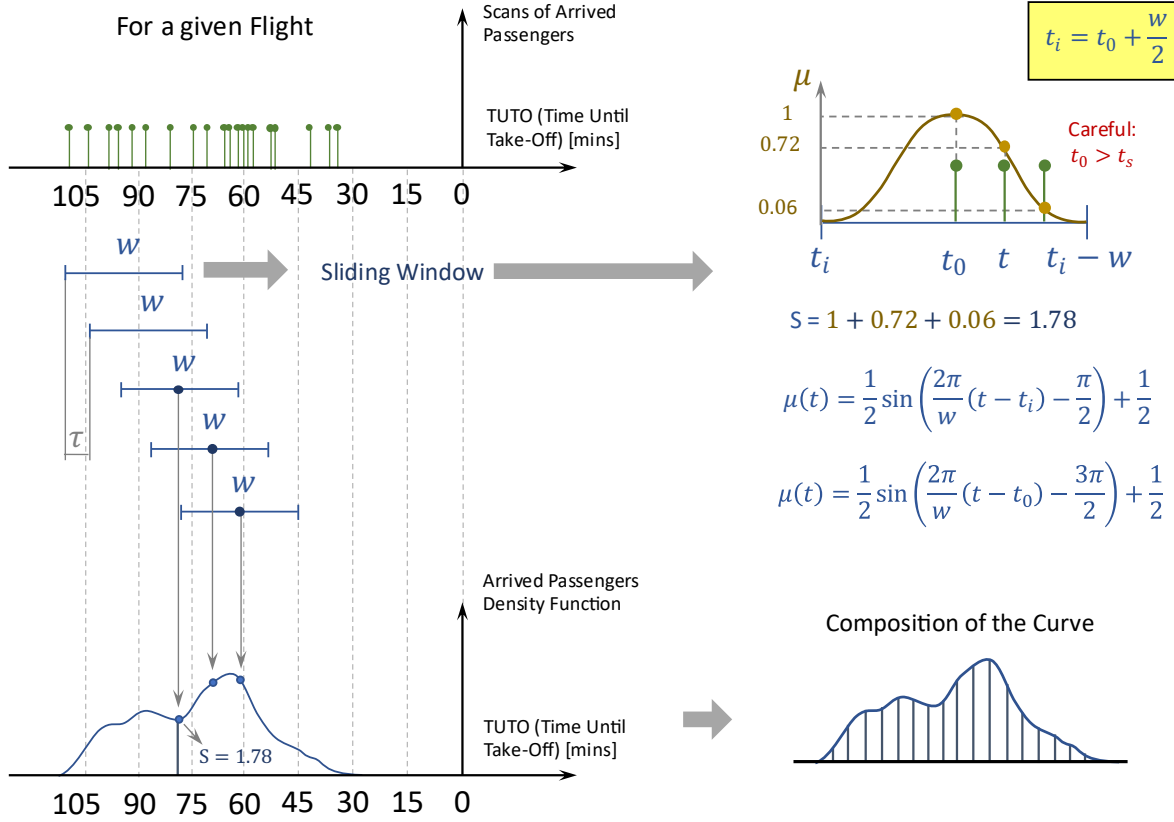 For a given Flight
Scans of Arrived
Passengers
TUTO (Time Until
Take-Off) [mins]
105 90 75 60 45 30 15 0
w
w
w
w
w
τ
Sliding Window
t_i = t_0 + w/2
μ
1
0.72
0.06
Careful:
t_0 > t_s
t_i t_0 t t_i − w
S = 1 + 0.72 + 0.06 = 1.78
μ(t) = 1/2 sin(2π/w (t − t_i) − π/2) + 1/2
μ(t) = 1/2 sin(2π/w (t − t_0) − 3π/2) + 1/2
Arrived Passengers
Density Function
TUTO (Time Until
Take-Off) [mins]
S = 1.78
105 90 75 60 45 30 15 0
Composition of the Curve